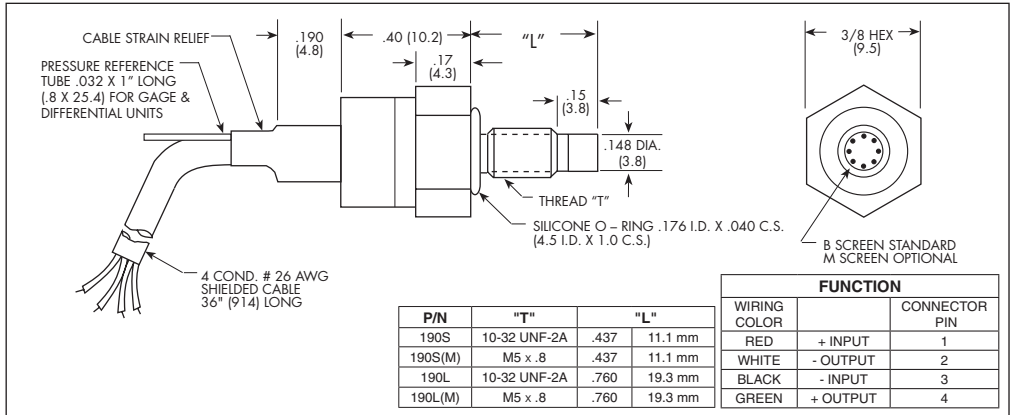 CABLE STRAIN RELIEF
PRESSURE REFERENCE
TUBE .032 X 1” LONG
(.8 X 25.4) FOR GAGE &
DIFFERENTIAL UNITS
.190
(4.8)
.40 (10.2)
.17
(4.3)
"L"
.15
(3.8)
.148 DIA.
(3.8)
THREAD "T"
SILICONE O – RING .176 I.D. X .040 C.S.
(4.5 I.D. X 1.0 C.S.)
4 COND. # 26 AWG
SHIELDED CABLE
36" (914) LONG
3/8 HEX
(9.5)
B SCREEN STANDARD
M SCREEN OPTIONAL
P/N "T" "L"
190S 10-32 UNF-2A .437 11.1 mm
190S(M) M5 x .8 .437 11.1 mm
190L 10-32 UNF-2A .760 19.3 mm
190L(M) M5 x .8 .760 19.3 mm
FUNCTION
WIRING COLOR CONNECTOR PIN
RED + INPUT 1
WHITE - OUTPUT 2
BLACK - INPUT 3
GREEN + OUTPUT 4